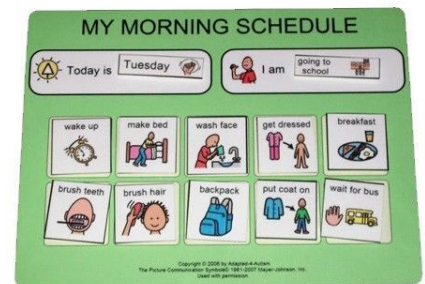 MY MORNING SCHEDULE
Today is Tuesday
I am going to school
wake up
make bed
wash face
get dressed
breakfast
brush teeth
brush hair
backpack
put coat on
wait for bus
Copyright © 2008 by Adapted-4-Autism
The Picture Communication Symbols© 1981-2007 Mayer-Johnson, Inc.
Used with permission.